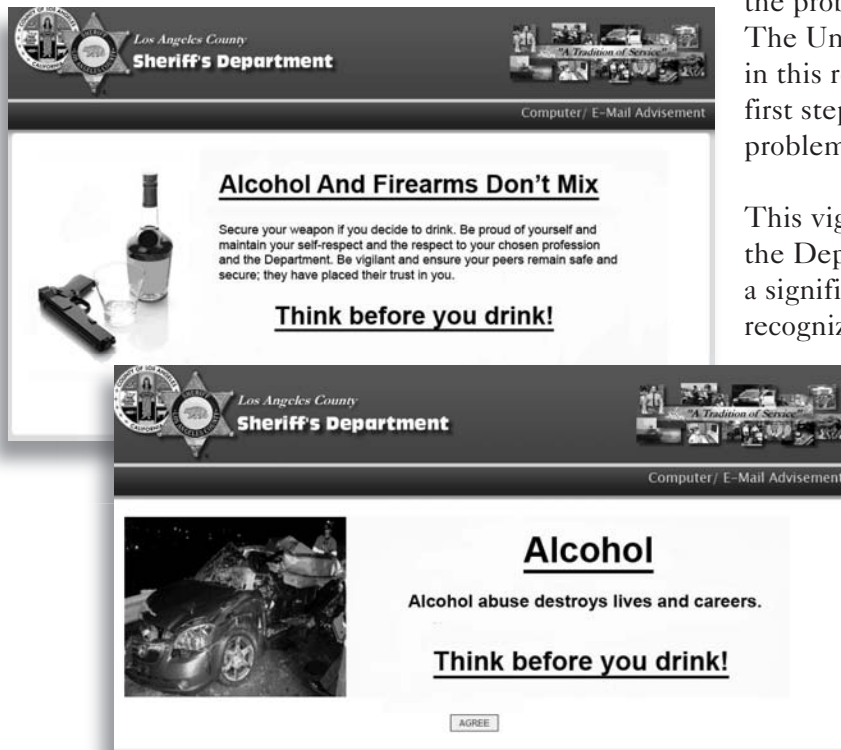 Los Angeles County
Sheriff's Department
"A Tradition of Service"
Computer/ E-Mail Advisement
Alcohol And Firearms Don't Mix
Secure your weapon if you decide to drink. Be proud of yourself and
maintain your self-respect and the respect to your chosen profession
and the Department. Be vigilant and ensure your peers remain safe and
secure; they have placed their trust in you.
Think before you drink!
the prob
The Un
in this r
first step
problem
This vig
the Dep
a signifi
recogniz
Los Angeles County
Sheriff's Department
"A Tradition of Service"
Computer/ E-Mail Advisement
Alcohol
Alcohol abuse destroys lives and careers.
Think before you drink!
AGREE